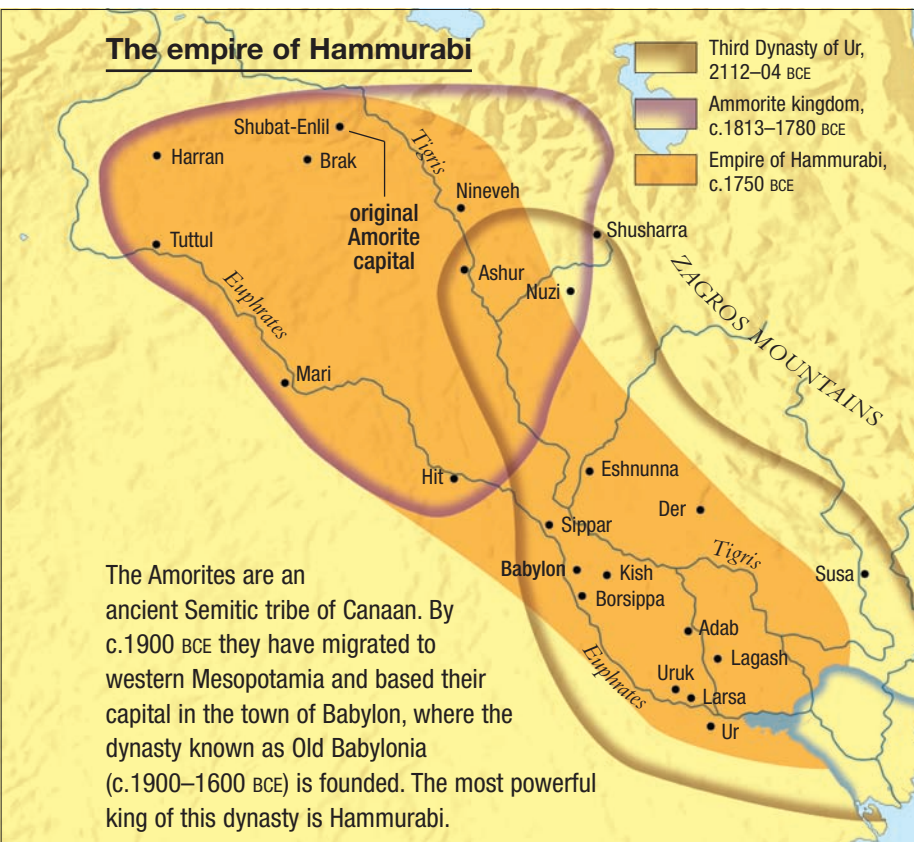 The empire of Hammurabi
Third Dynasty of Ur,
2112–04 BCE
Ammorite kingdom,
c.1813–1780 BCE
Empire of Hammurabi,
c.1750 BCE
Shubat-Enlil
Harran
Brak
Tigris
Nineveh
original
Amorite
capital
Shusharra
Tuttul
Ashur
Nuzi
ZAGROS MOUNTAINS
Euphrates
Mari
Hit
Eshnunna
Der
Sippar
Tigris
Babylon
Kish
Susa
Borsippa
Adab
Lagash
Euphrates
Uruk
Larsa
Ur
The Amorites are an
ancient Semitic tribe of Canaan. By
c.1900 BCE they have migrated to
western Mesopotamia and based their
capital in the town of Babylon, where the
dynasty known as Old Babylonia
(c.1900–1600 BCE) is founded. The most powerful
king of this dynasty is Hammurabi.